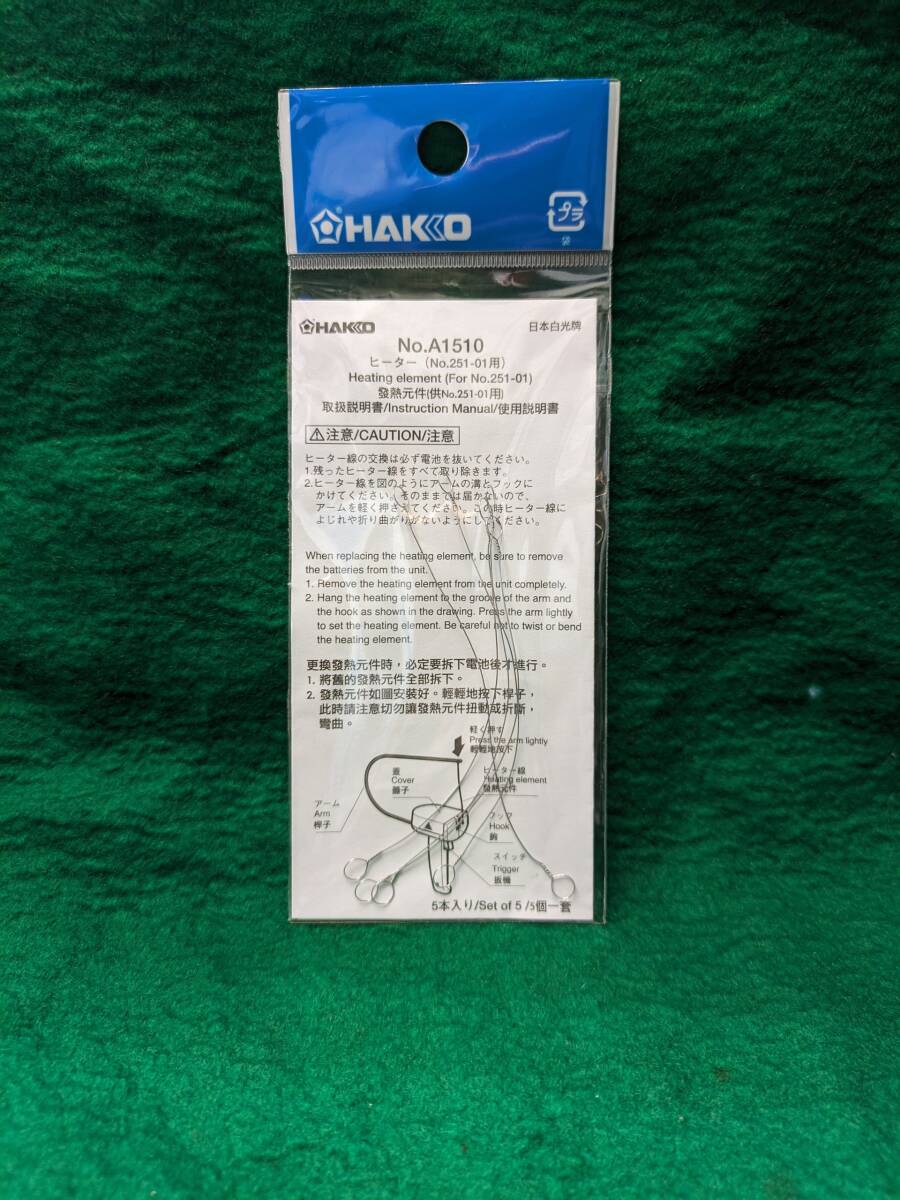 HAKKO
プラ
HAKKO
日本白光牌
No.A1510
ヒーター（No.251-01用）
Heating element (For No.251-01)
發熱元件(供No.251-01用)
取扱説明書/Instruction Manual/使用説明書
注意/CAUTION/注意
ヒーター線の交換は必ず電池を抜いてください。
1.残ったヒーター線をすべて取り除きます。
2.ヒーター線を図のようにアームの溝とフックに
かけてください。そのままでは届かないので、
アームを軽く押さえてください。この時ヒーター線に
よじれや折り曲がりがないようにしてください。
When replacing the heating element, be sure to remove
the batteries from the unit.
1. Remove the heating element from the unit completely.
2. Hang the heating element to the groove of the arm and
the hook as shown in the drawing. Press the arm lightly
to set the heating element. Be careful not to twist or bend
the heating element.
更換發熱元件時，必定要拆下電池後才進行。
1. 將舊的發熱元件全部拆下。
2. 發熱元件如圖安裝好。輕輕地按下桿子，
此時請注意切勿讓發熱元件扭動或折斷，
彎曲。
軽く押す
Press the arm lightly
輕輕地按下
蓋
Cover
蓋子
ヒーター線
Heating element
發熱元件
アーム
Arm
桿子
フック
Hook
鉤
スイッチ
Trigger
扳機
5本入り/Set of 5 /5個一套